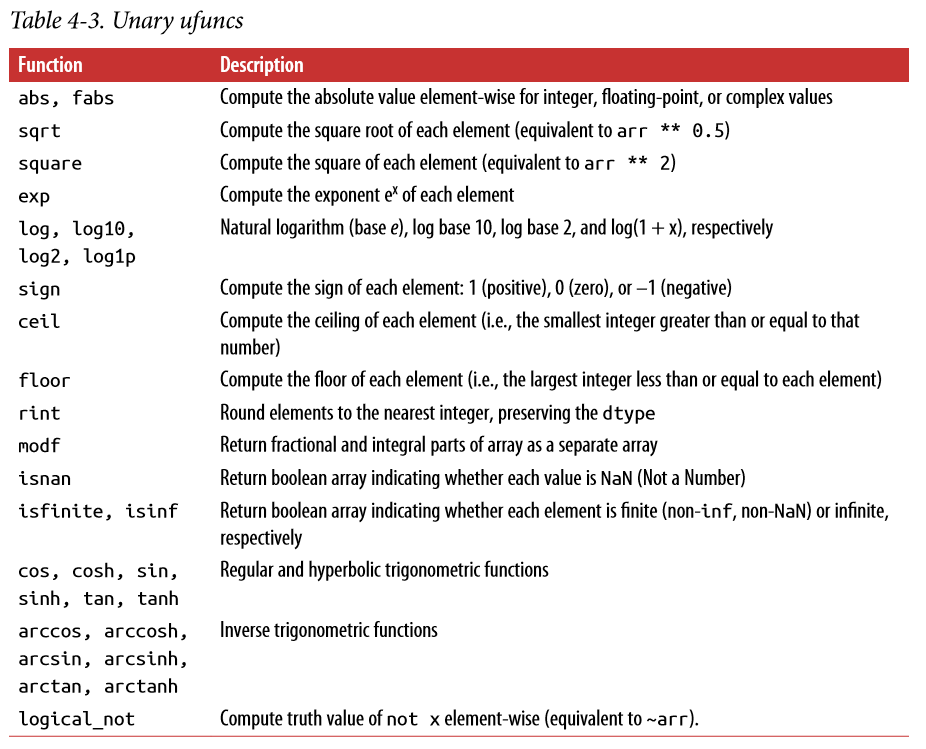 Table 4-3. Unary ufuncs
Function Description
abs, fabs Compute the absolute value element-wise for integer, floating-point, or complex values
sqrt Compute the square root of each element (equivalent to arr ** 0.5)
square Compute the square of each element (equivalent to arr ** 2)
exp Compute the exponent eˣ of each element
log, log10, Natural logarithm (base e), log base 10, log base 2, and log(1 + x), respectively
log2, log1p
sign Compute the sign of each element: 1 (positive), 0 (zero), or –1 (negative)
ceil Compute the ceiling of each element (i.e., the smallest integer greater than or equal to that
number)
floor Compute the floor of each element (i.e., the largest integer less than or equal to each element)
rint Round elements to the nearest integer, preserving the dtype
modf Return fractional and integral parts of array as a separate array
isnan Return boolean array indicating whether each value is NaN (Not a Number)
isfinite, isinf Return boolean array indicating whether each element is finite (non-inf, non-NaN) or infinite,
respectively
cos, cosh, sin, Regular and hyperbolic trigonometric functions
sinh, tan, tanh
arccos, arccosh, Inverse trigonometric functions
arcsin, arcsinh,
arctan, arctanh
logical_not Compute truth value of not x element-wise (equivalent to ~arr).